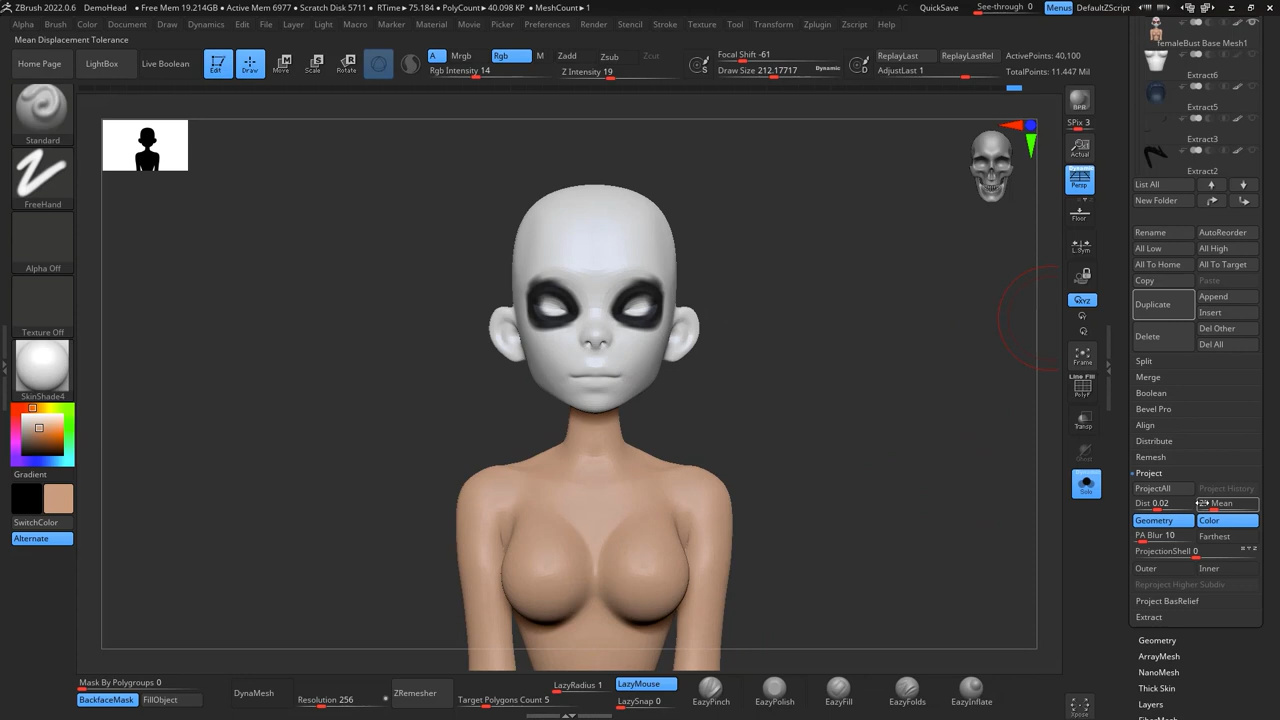 ZBrush 2022.0.6 DemoHead • Free Mem 19.214GB • Active Mem 6977 • Scratch Disk 5711 • RTime▸75.184 • PolyCount▸40.098 KP • MeshCount▸1 AC QuickSave See-through 0 Menus DefaultZScript
Alpha Brush Color Document Draw Dynamics Edit File Layer Light Macro Marker Material Movie Picker Preferences Render Stencil Stroke Texture Tool Transform Zplugin Zscript Help
Mean Displacement Tolerance
Home Page LightBox Live Boolean Edit Draw Move Scale Rotate A Mrgb Rgb M Zadd Zsub Zcut Focal Shift -61 ReplayLast ReplayLastRel ActivePoints: 40,100
Rgb Intensity 14 Z Intensity 19 S Draw Size 212.17717 Dynamic D AdjustLast 1 TotalPoints: 11.447 Mil
Standard
FreeHand
Alpha Off
Texture Off
SkinShade4
Gradient
SwitchColor
Alternate
BPR
SPix 3
Actual
Dynamic
Persp
Floor
L.Sym
XYZ
Frame
Line Fill
PolyF
Transp
Ghost
Dynamic
Solo
Xpose
femaleBust Base Mesh1
Extract6
Extract5
Extract3
Extract2
List All
New Folder
Rename AutoReorder
All Low All High
All To Home All To Target
Copy Paste
Duplicate Append
Insert
Delete Del Other
Del All
Split
Merge
Boolean
Bevel Pro
Align
Distribute
Remesh
Project
ProjectAll Project History
Dist 0.02 Mean
Geometry Color
PA Blur 10 Farthest
ProjectionShell 0
Outer Inner
Reproject Higher Subdiv
Project BasRelief
Extract
Geometry
ArrayMesh
NanoMesh
Thick Skin
Layers
FiberMesh
Mask By Polygroups 0 DynaMesh ZRemesher LazyRadius 1 LazyMouse
BackfaceMask FillObject Resolution 256 Target Polygons Count 5 LazySnap 0 EazyPinch EazyPolish EazyFill EazyFolds EazyInflate